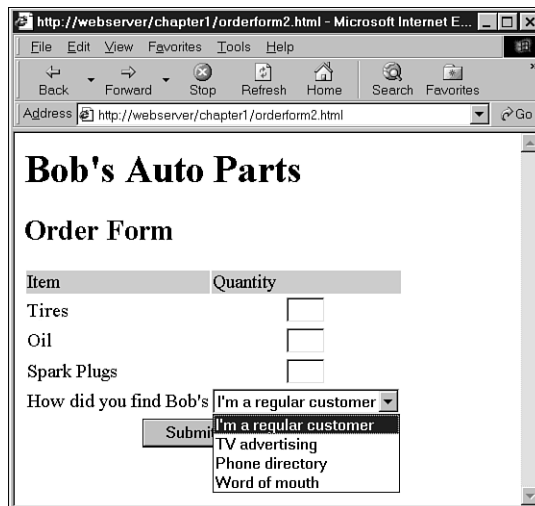 http://webserver/chapter1/orderform2.html - Microsoft Internet E...
File Edit View Favorites Tools Help
Back Forward Stop Refresh Home Search Favorites »
Address http://webserver/chapter1/orderform2.html Go
Bob's Auto Parts
Order Form
Item Quantity
Tires
Oil
Spark Plugs
How did you find Bob's I'm a regular customer
Submit
I'm a regular customer
TV advertising
Phone directory
Word of mouth